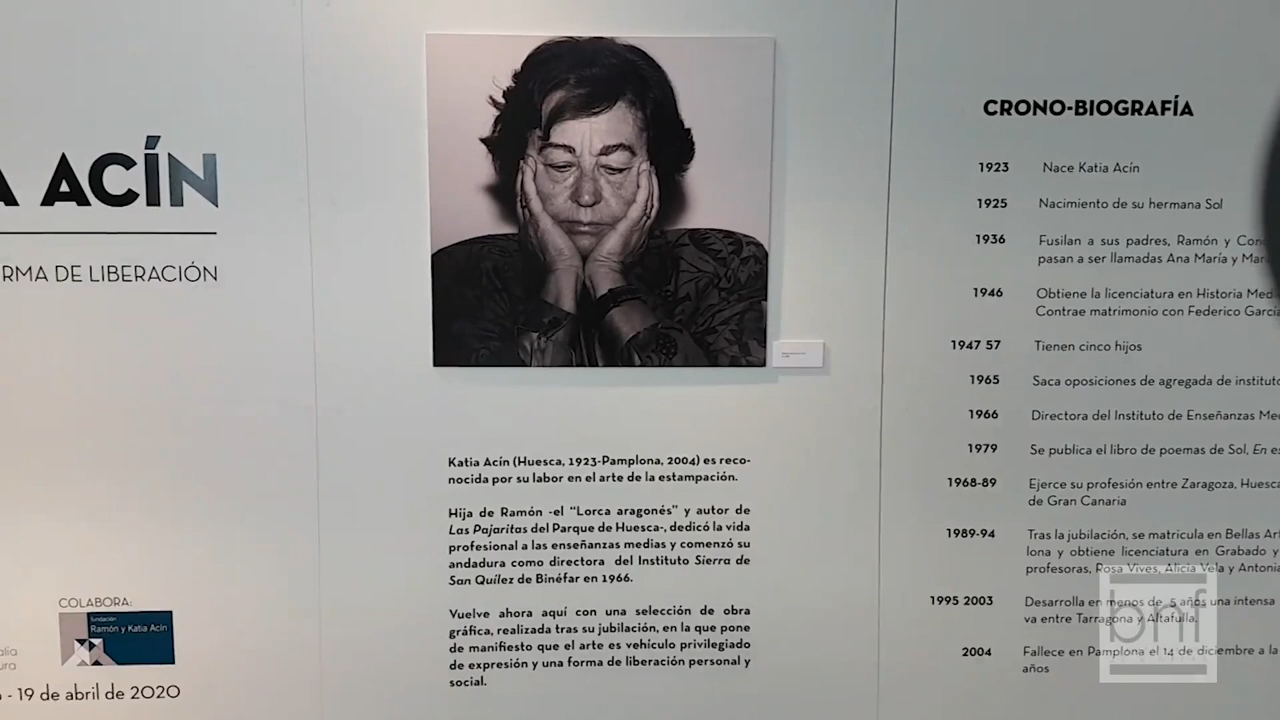 A ACÍN
RMA DE LIBERACIÓN
COLABORA:
fundación
Ramón y Katia Acín
- 19 de abril de 2020
Katia Acín (Huesca, 1923-Pamplona, 2004) es reco-
nocida por su labor en el arte de la estampación.
Hija de Ramón -el “Lorca aragonés” y autor de
Las Pajaritas del Parque de Huesca-, dedicó la vida
profesional a las enseñanzas medias y comenzó su
andadura como directora del Instituto Sierra de
San Quílez de Binéfar en 1966.
Vuelve ahora aquí con una selección de obra
gráfica, realizada tras su jubilación, en la que pone
de manifiesto que el arte es vehículo privilegiado
de expresión y una forma de liberación personal y
social.
CRONO-BIOGRAFÍA
1923 Nace Katia Acín
1925 Nacimiento de su hermana Sol
1936 Fusilan a sus padres, Ramón y
pasan a ser llamadas Ana María y
1946 Obtiene la licenciatura en Historia
Contrae matrimonio con Federico
1947 57 Tienen cinco hijos
1965 Saca oposiciones de agregada de instituto
1966 Directora del Instituto de Enseñanzas
1979 Se publica el libro de poemas de Sol, En
1968-89 Ejerce su profesión entre Zaragoza, Huesca
de Gran Canaria
1989-94 Tras la jubilación, se matricula en Bellas
lona y obtiene licenciatura en Grabado y
profesoras, Rosa Vives, Alicia Vela y
1995 2003 Desarrolla en menos de 5 años una intensa
va entre Tarragona y Altafulla.
2004 Fallece en Pamplona el 14 de diciembre a la
años
bnf